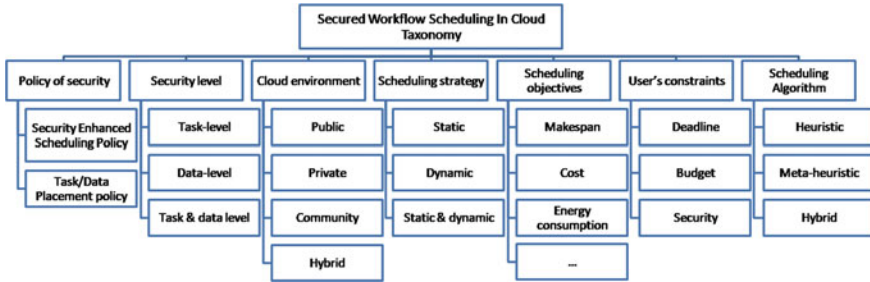 Secured Workflow Scheduling In Cloud
Taxonomy
Policy of security
Security level
Cloud environment
Scheduling strategy
Scheduling
objectives
User's constraints
Scheduling
Algorithm
Security Enhanced
Scheduling Policy
Task/Data
Placement policy
Task-level
Data-level
Task & data level
Public
Private
Community
Hybrid
Static
Dynamic
Static & dynamic
Makespan
Cost
Energy
consumption
...
Deadline
Budget
Security
Heuristic
Meta-heuristic
Hybrid